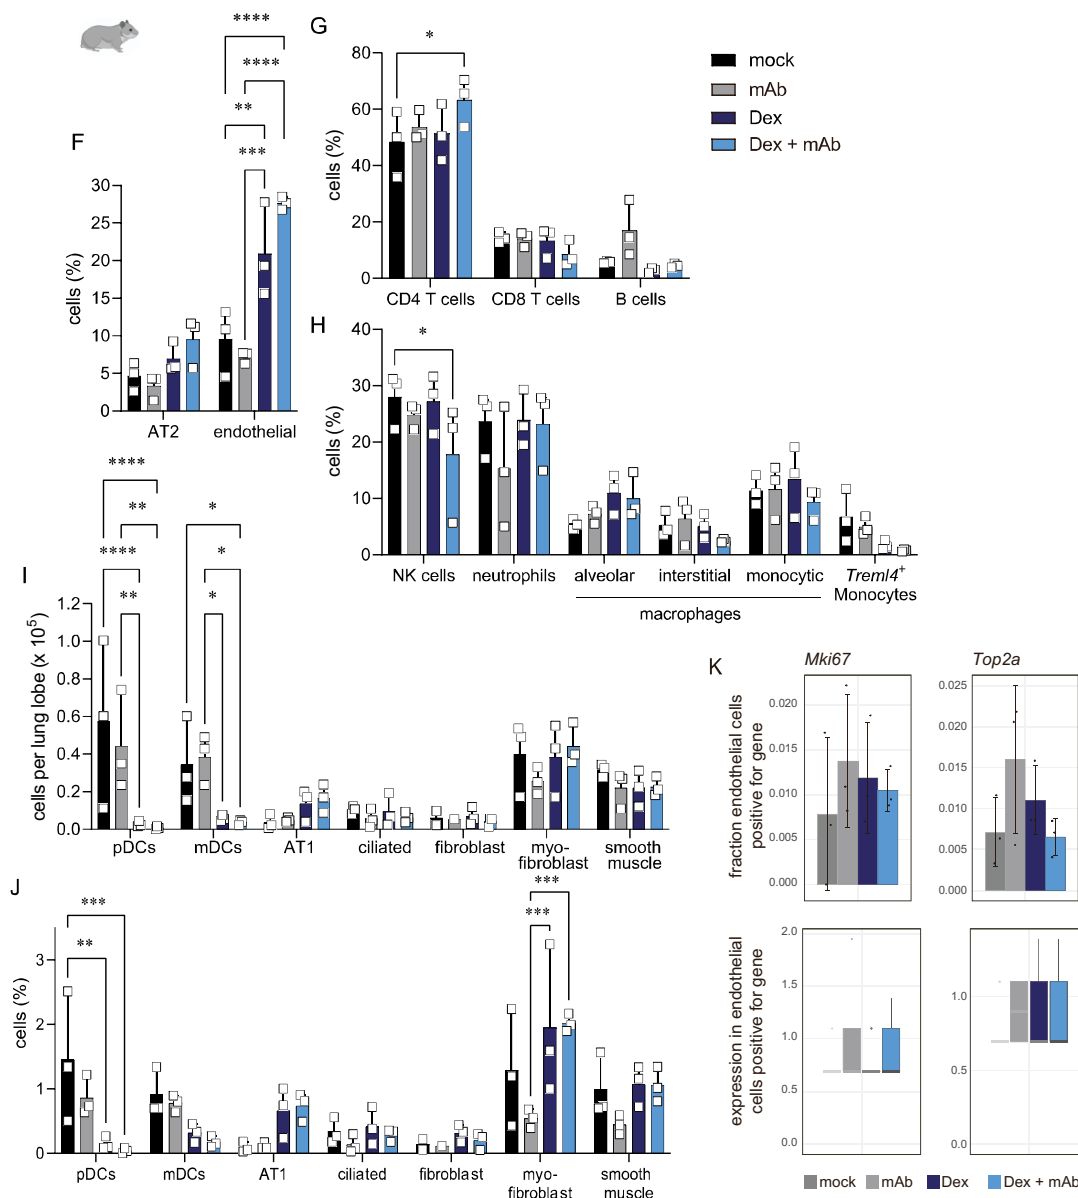 F
****
****
**
***
cells (%)
30
25
20
15
10
5
0
AT2
endothelial
G
*
cells (%)
80
60
40
20
0
CD4 T cells
CD8 T cells
B cells
mock
mAb
Dex
Dex + mAb
H
*
cells (%)
40
30
20
10
0
NK cells
neutrophils
alveolar
interstitial
monocytic
Treml4+
Monocytes
macrophages
I
****
**
****
**
*
*
*
cells per lung lobe (x 10⁵)
1.2
1.0
0.8
0.6
0.4
0.2
0.0
pDCs
mDCs
AT1
ciliated
fibroblast
myo-
fibroblast
smooth
muscle
J
***
**
***
***
cells (%)
3
2
1
0
pDCs
mDCs
AT1
ciliated
fibroblast
myo-
fibroblast
smooth
muscle
K
Mki67
Top2a
fraction endothelial cells
positive for gene
0.020
0.015
0.010
0.005
0.000
0.025
0.020
0.015
0.010
0.005
0.000
expression in endothelial
cells positive for gene
2.0
1.0
0.5
0.0
1.0
0.5
0.0
mock
mAb
Dex
Dex + mAb